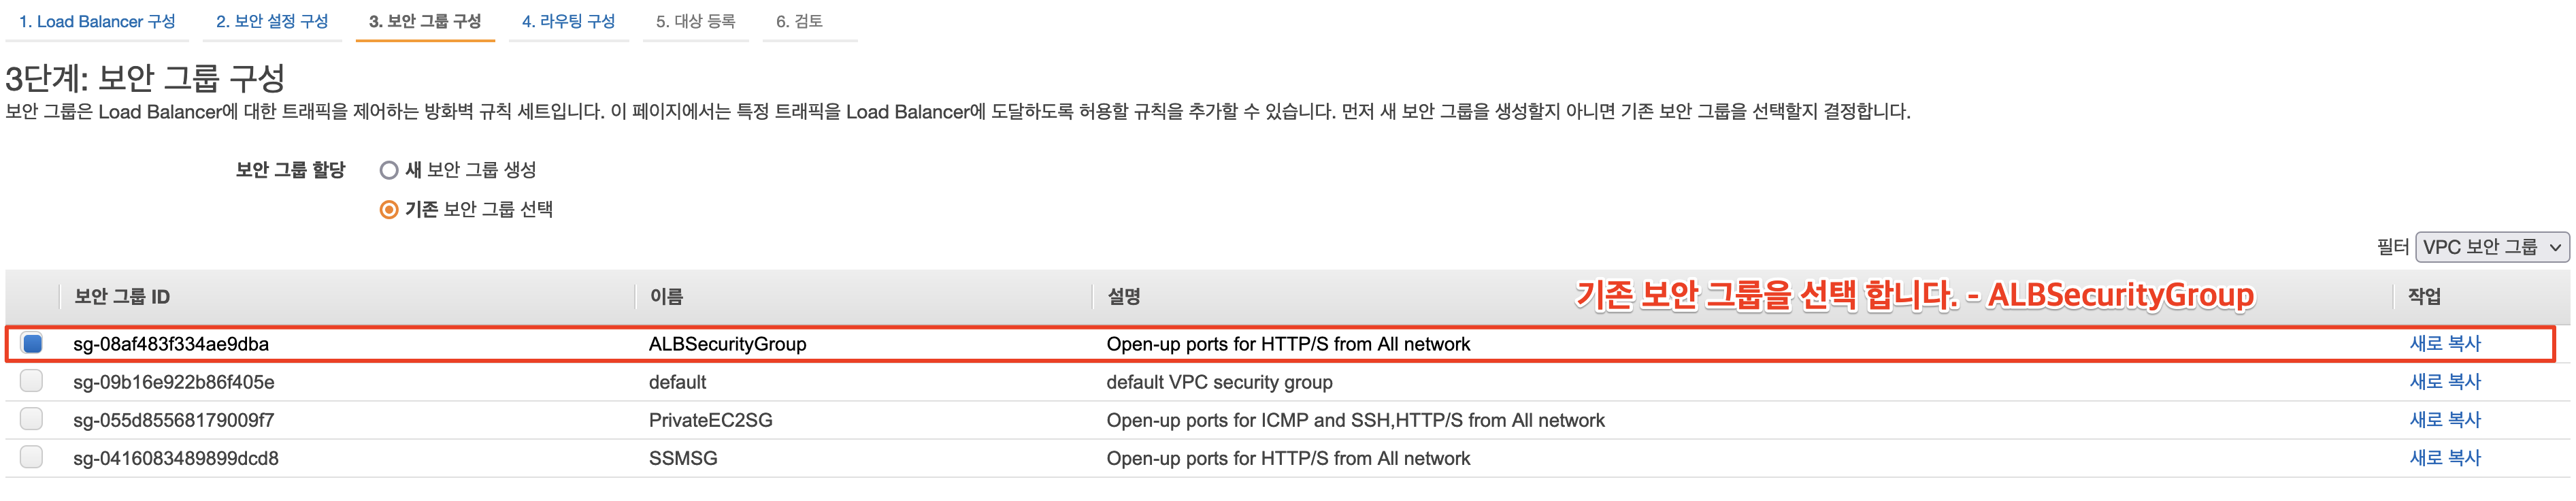 1. Load Balancer 구성 2. 보안 설정 구성 3. 보안 그룹 구성 4. 라우팅 구성 5. 대상 등록 6. 검토
3단계: 보안 그룹 구성
보안 그룹은 Load Balancer에 대한 트래픽을 제어하는 방화벽 규칙 세트입니다. 이 페이지에서는 특정 트래픽을 Load Balancer에 도달하도록 허용할 규칙을 추가할 수 있습니다. 먼저 새 보안 그룹을 생성할지 아니면 기존 보안 그룹을 선택할지 결정합니다.
보안 그룹 할당 새 보안 그룹 생성
기존 보안 그룹 선택
필터 VPC 보안 그룹
보안 그룹 ID 이름 설명 기존 보안 그룹을 선택 합니다. - ALBSecurityGroup 작업
sg-08af483f334ae9dba ALBSecurityGroup Open-up ports for HTTP/S from All network 새로 복사
sg-09b16e922b86f405e default default VPC security group 새로 복사
sg-055d85568179009f7 PrivateEC2SG Open-up ports for ICMP and SSH,HTTP/S from All network 새로 복사
sg-0416083489899dcd8 SSMSG Open-up ports for HTTP/S from All network 새로 복사